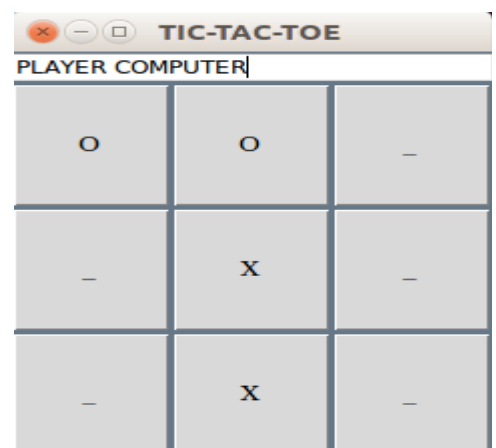 TIC-TAC-TOE
PLAYER COMPUTER
O O _
_ X _
_ X _